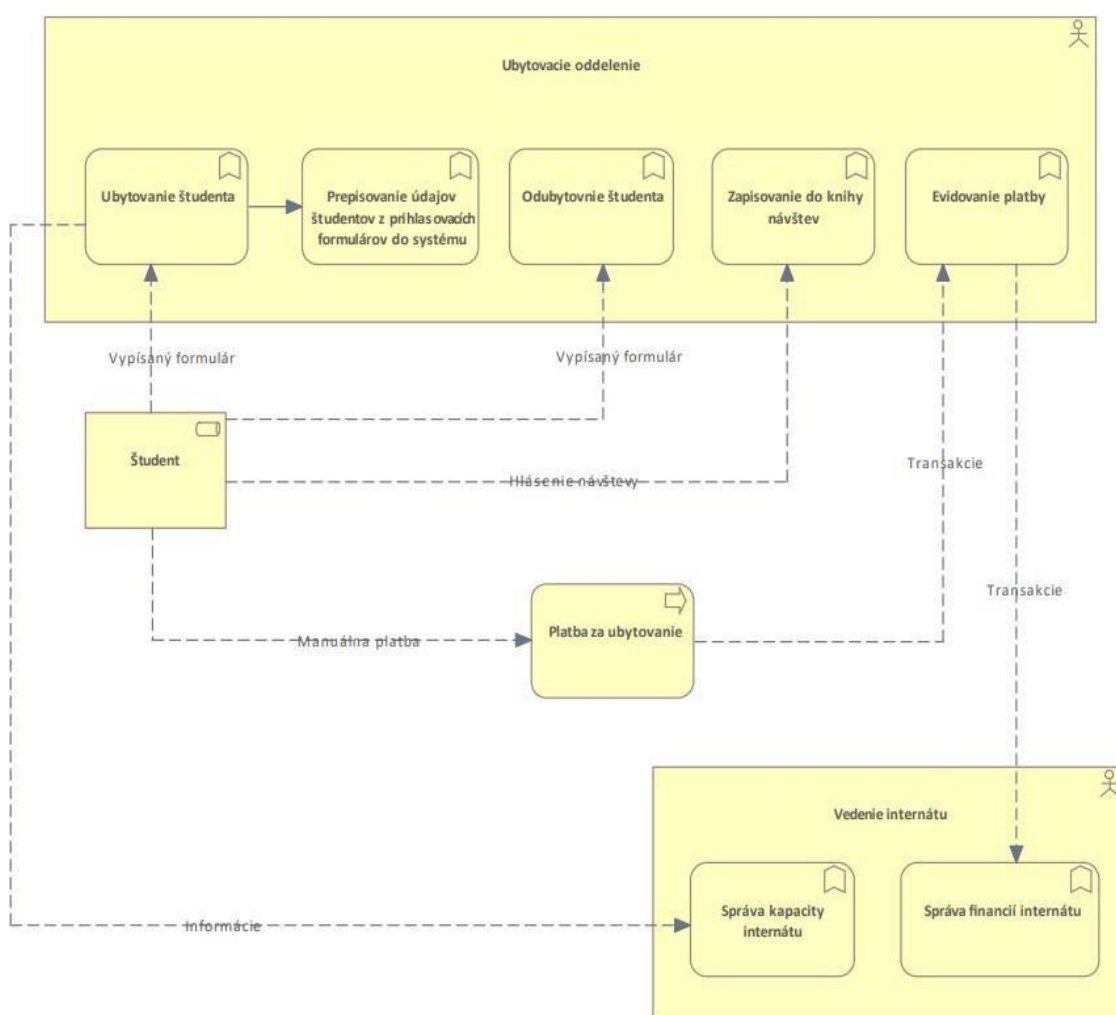 Ubytovacie oddelenie
Ubytovanie študenta
Prepisovanie údajov
študentov z prihlasovacích
formulárov do systému
Odubytovnie študenta
Zapisovanie do knihy
návštev
Evidovanie platby
Vypísaný formulár
Vypísaný formulár
Študent
Hlásenie návštevy
Transakcie
Platba za ubytovanie
Transakcie
Manuálna platba
Vedenie internátu
Správa kapacity
internátu
Správa financií internátu
Informácie